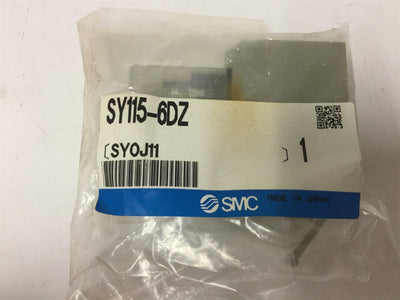 SY115-6DZ
[SYOJ11 ] 1
SMC
MADE IN JAPAN